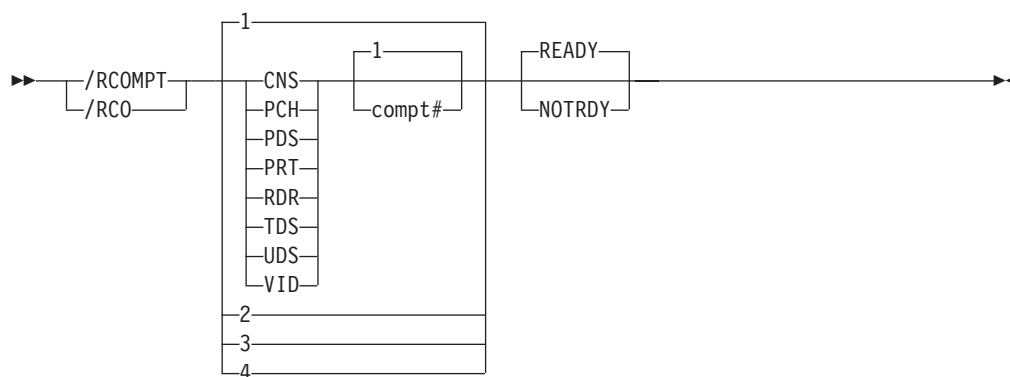 1
1 READY
/RCOMPT CNS
/RCO PCH compt# NOTRDY
PDS
PRT
RDR
TDS
UDS
VID
2
3
4